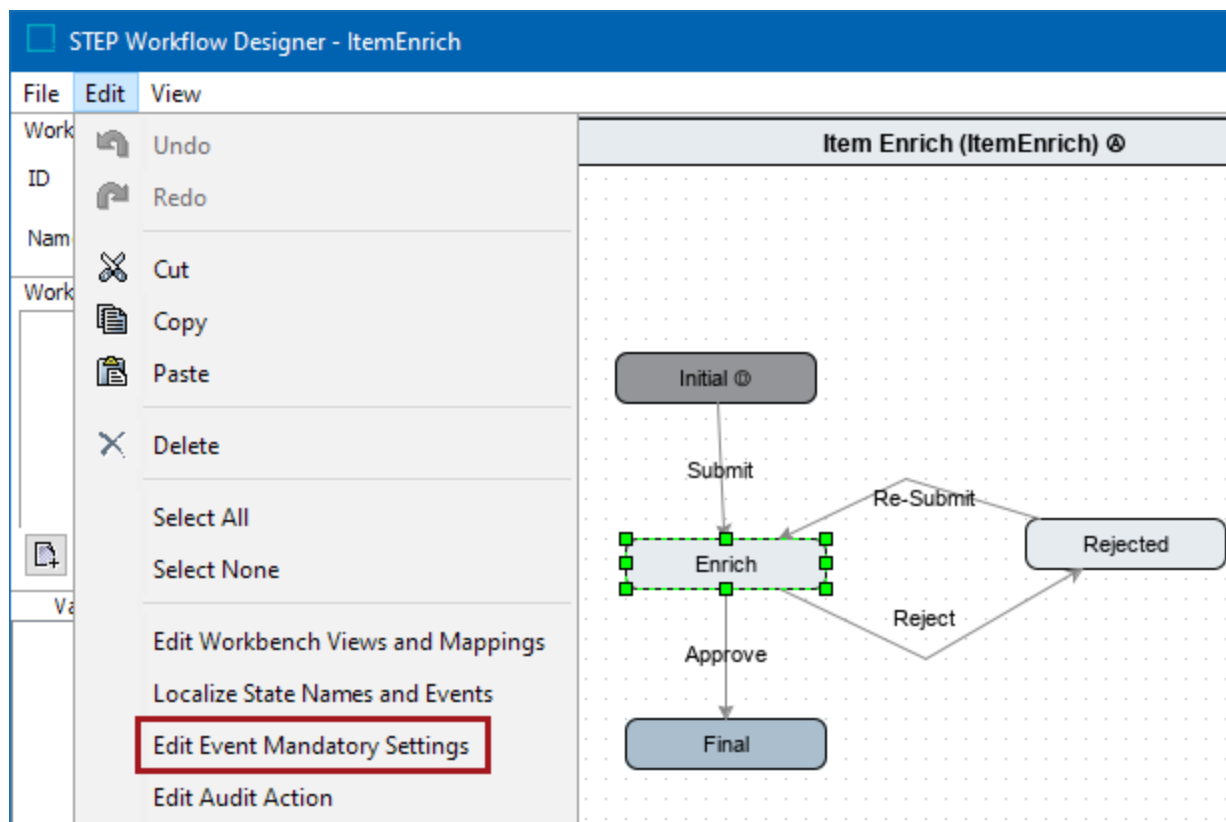 STEP Workflow Designer - ItemEnrich
File Edit View
Work
ID
Nam
Work
Va
Undo
Redo
Cut
Copy
Paste
Delete
Select All
Select None
Edit Workbench Views and Mappings
Localize State Names and Events
Edit Event Mandatory Settings
Edit Audit Action
Item Enrich (ItemEnrich) Ⓐ
Initial Ⓓ
Submit
Re-Submit
Rejected
Enrich
Reject
Approve
Final